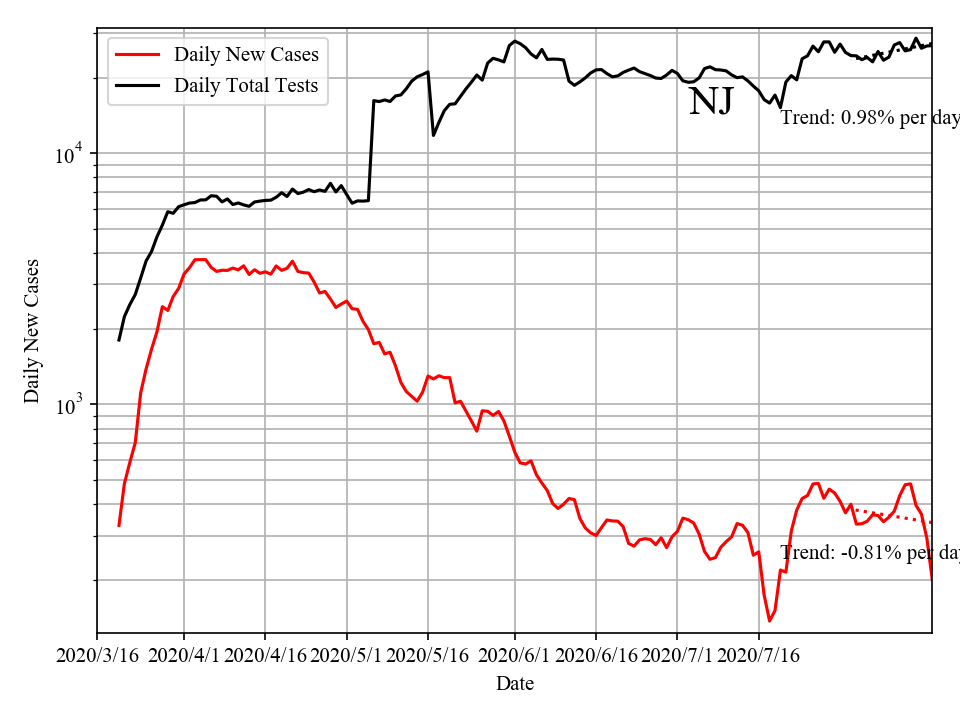 Daily New Cases
Daily Total Tests
NJ
Trend: 0.98% per day
10^4
Daily New Cases
10^3
Trend: -0.81% per day
2020/3/16 2020/4/1 2020/4/16 2020/5/1 2020/5/16 2020/6/1 2020/6/16 2020/7/1 2020/7/16
Date